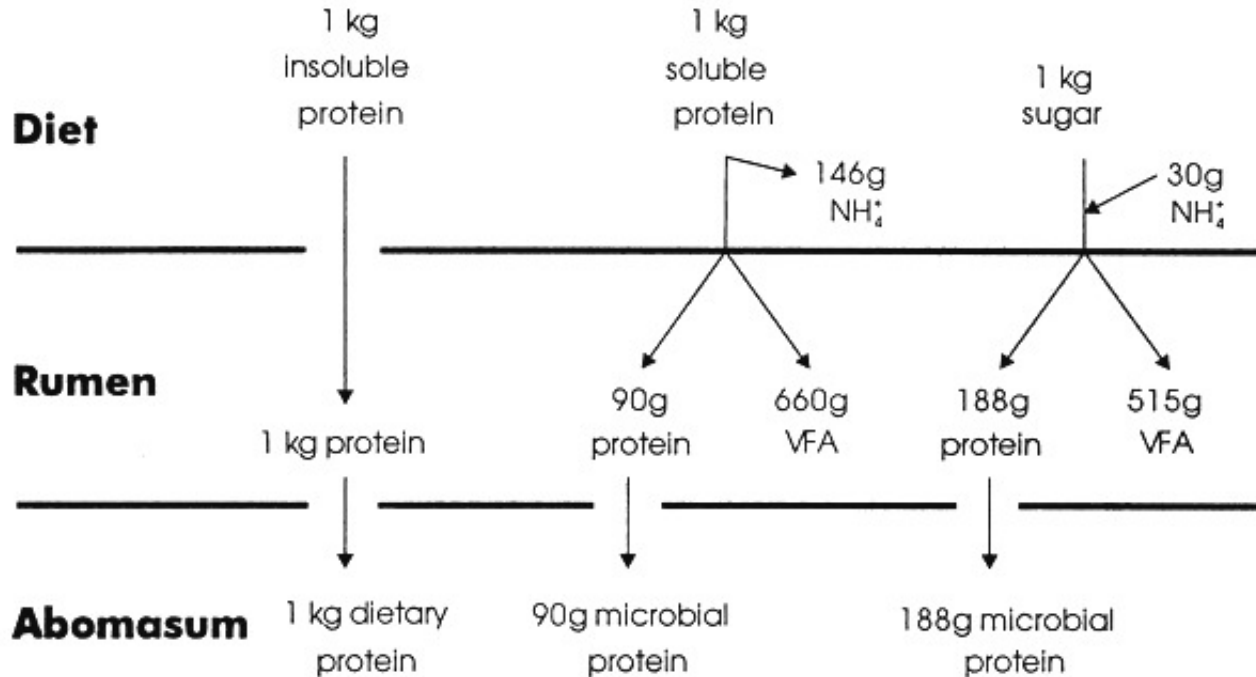 1 kg
insoluble
protein
1 kg
soluble
protein
1 kg
sugar
Diet
146g
NH₄⁺
30g
NH₄⁺
Rumen
1 kg protein
90g
protein
660g
VFA
188g
protein
515g
VFA
Abomasum
1 kg dietary
protein
90g microbial
protein
188g microbial
protein